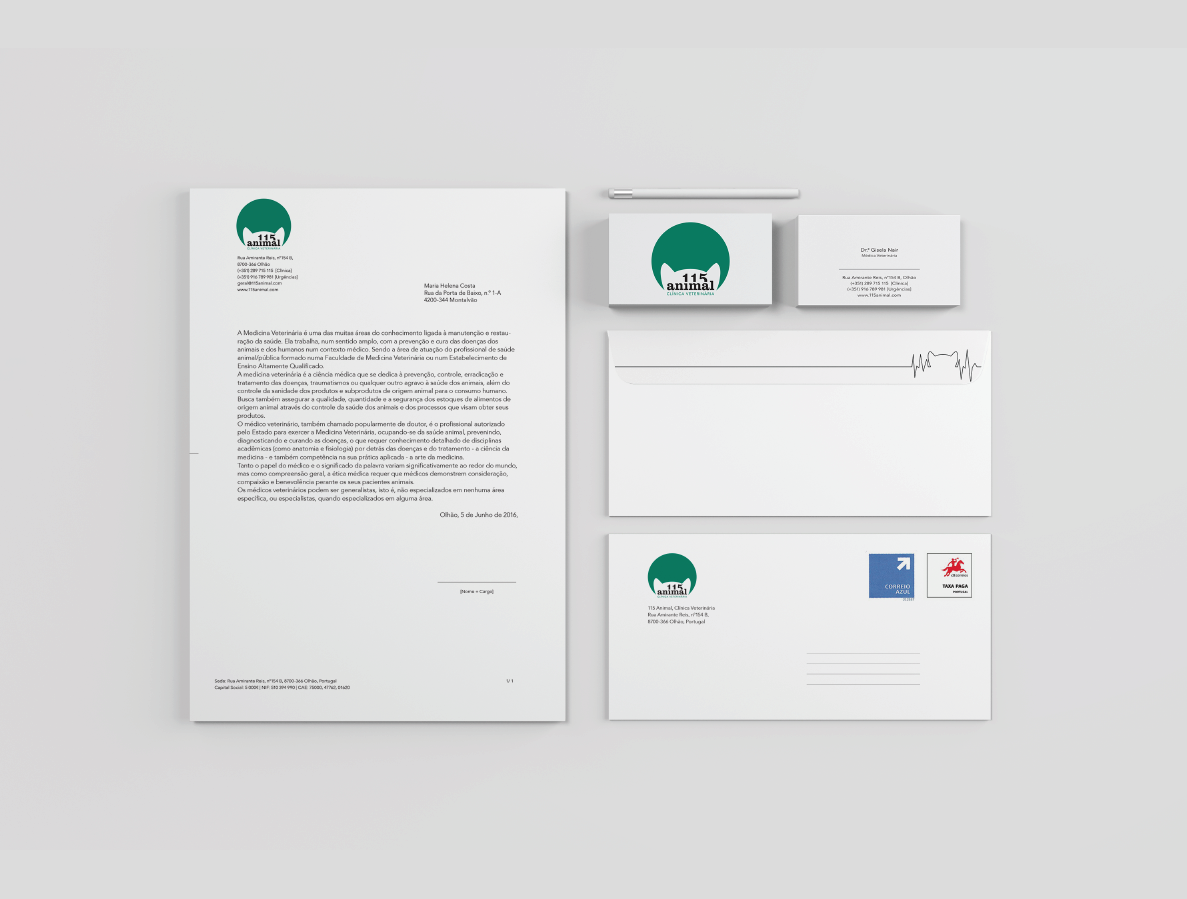 115
animal
CLÍNICA VETERINÁRIA
Rua Amirante Reis, nº154 B,
8700-366 Olhão
(+351) 289 715 115 (Clínica)
(+351) 916 789 981 (Urgências)
geral@115animal.com
www.115animal.com
Maria Helena Costa
Rua da Porta de Baixo, n.º 1-A
4200-344 Montalvão
A Medicina Veterinária é uma das muitas áreas do conhecimento ligada à manutenção e restau-
ração da saúde. Ela trabalha, num sentido amplo, com a prevenção e cura das doenças dos
animais e dos humanos num contexto médico. Sendo a área de atuação do profissional de saúde
animal/pública formado numa Faculdade de Medicina Veterinária ou num Estabelecimento de
Ensino Altamente Qualificado.
A medicina veterinária é a ciência médica que se dedica à prevenção, controle, erradicação e
tratamento das doenças, traumatismos ou qualquer outro agravo à saúde dos animais, além do
controle da sanidade dos produtos e subprodutos de origem animal para o consumo humano.
Busca também assegurar a qualidade, quantidade e a segurança dos estoques de alimentos de
origem animal através do controle da saúde dos animais e dos processos que visam obter seus
produtos.
O médico veterinário, também chamado popularmente de doutor, é o profissional autorizado
pelo Estado para exercer a Medicina Veterinária, ocupando-se da saúde animal, prevenindo,
diagnosticando e curando as doenças, o que requer conhecimento detalhado de disciplinas
acadêmicas (como anatomia e fisiologia) por detrás das doenças e do tratamento - a ciência da
medicina - e também competência na sua prática aplicada - a arte da medicina.
Tanto o papel do médico e o significado da palavra variam significativamente ao redor do mundo,
mas como compreensão geral, a ética médica requer que médicos demonstrem consideração,
compaixão e benevolência perante os seus pacientes animais.
Os médicos veterinários podem ser generalistas, isto é, não especializados em nenhuma área
específica, ou especialistas, quando especializados em alguma área.
Olhão, 5 de Junho de 2016,
(Nome + Cargo)
Sede: Rua Amirante Reis, nº154 B, 8700-366 Olhão, Portugal
Capital Social: 5 000€ | NIF: 510 394 990 | CAE: 75000, 47762, 01620
1/ 1
115
animal
CLÍNICA VETERINÁRIA
Dr.ª Gisela Nair
Médica Veterinária
Rua Amirante Reis, nº154 B, Olhão
(+351) 289 715 115 (Clínica)
(+351) 916 789 981 (Urgências)
www.115animal.com
115
animal
CLÍNICA VETERINÁRIA
115 Animal, Clínica Veterinária
Rua Amirante Reis, nº154 B,
8700-366 Olhão, Portugal
CORREIO
AZUL
ctt correios
TAXA PAGA
PORTUGAL